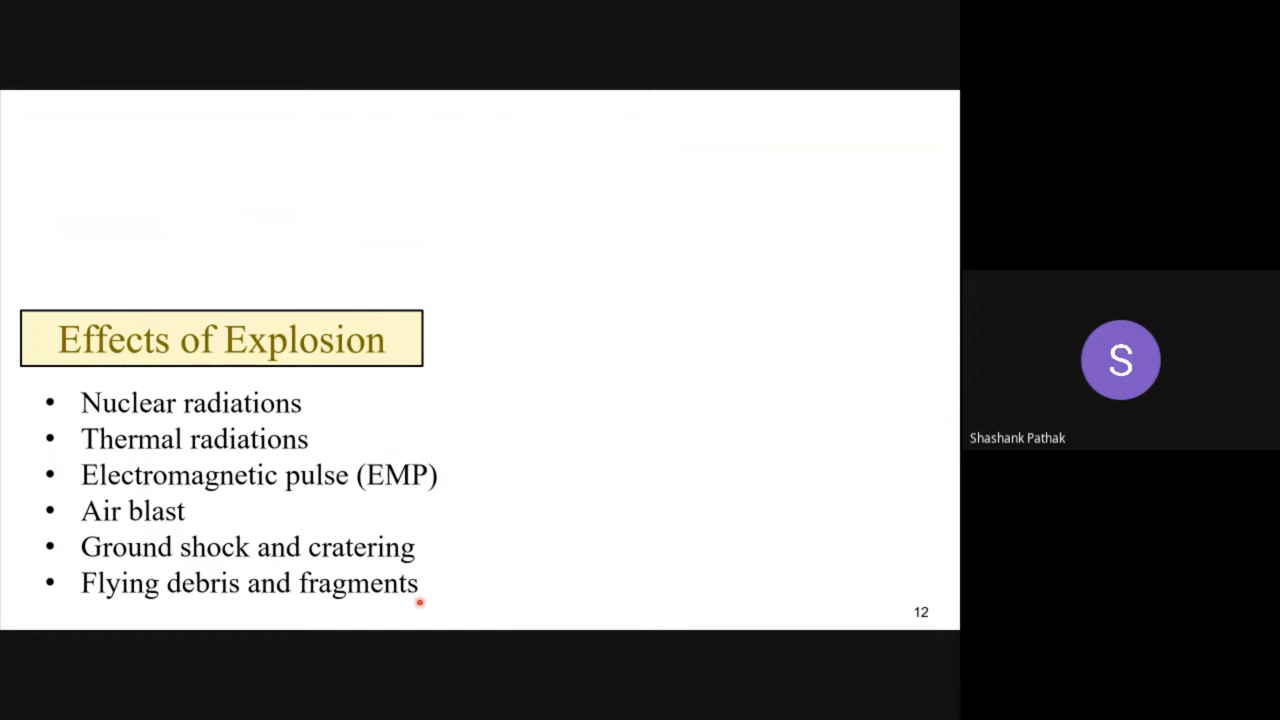 Effects of Explosion
• Nuclear radiations
• Thermal radiations
• Electromagnetic pulse (EMP)
• Air blast
• Ground shock and cratering
• Flying debris and fragments
12
S
Shashank Pathak